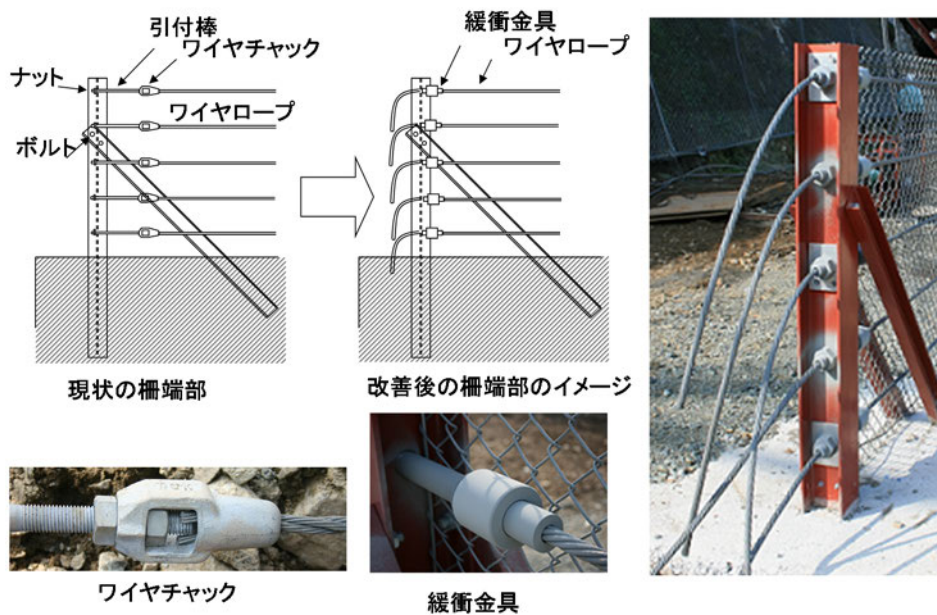 引付棒
ワイヤチャック
ナット
ワイヤロープ
ボルト
緩衝金具
ワイヤロープ
現状の柵端部
改善後の柵端部のイメージ
ワイヤチャック
緩衝金具